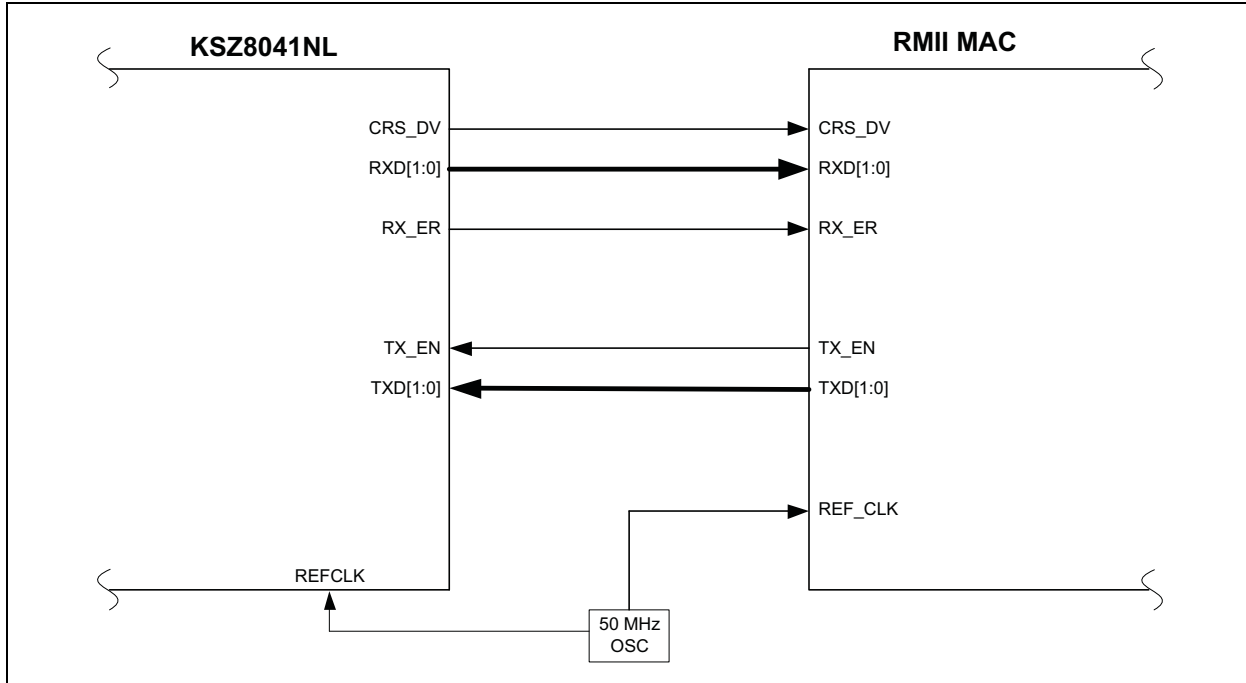 KSZ8041NL
RMII MAC
CRS_DV
CRS_DV
RXD[1:0]
RXD[1:0]
RX_ER
RX_ER
TX_EN
TX_EN
TXD[1:0]
TXD[1:0]
REF_CLK
REFCLK
50 MHz
OSC